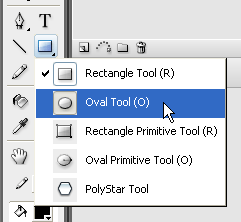 T
Rectangle Tool (R)
Oval Tool (O)
Rectangle Primitive Tool (R)
Oval Primitive Tool (O)
PolyStar Tool